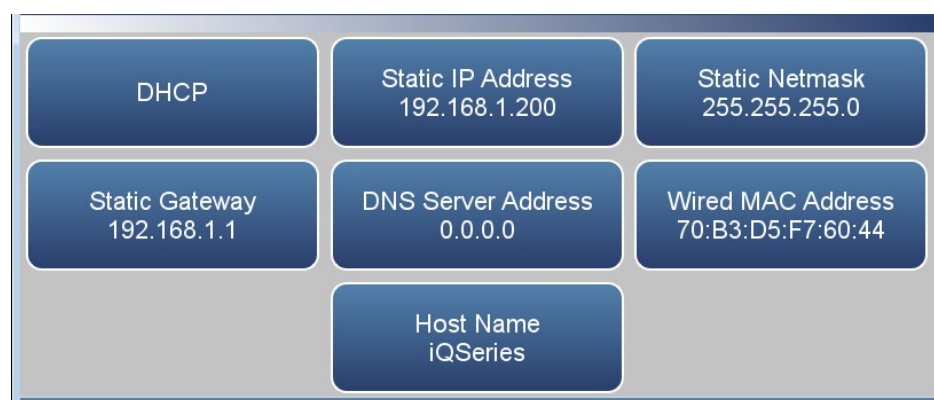 DHCP
Static IP Address
192.168.1.200
Static Netmask
255.255.255.0
Static Gateway
192.168.1.1
DNS Server Address
0.0.0.0
Wired MAC Address
70:B3:D5:F7:60:44
Host Name
iQSeries